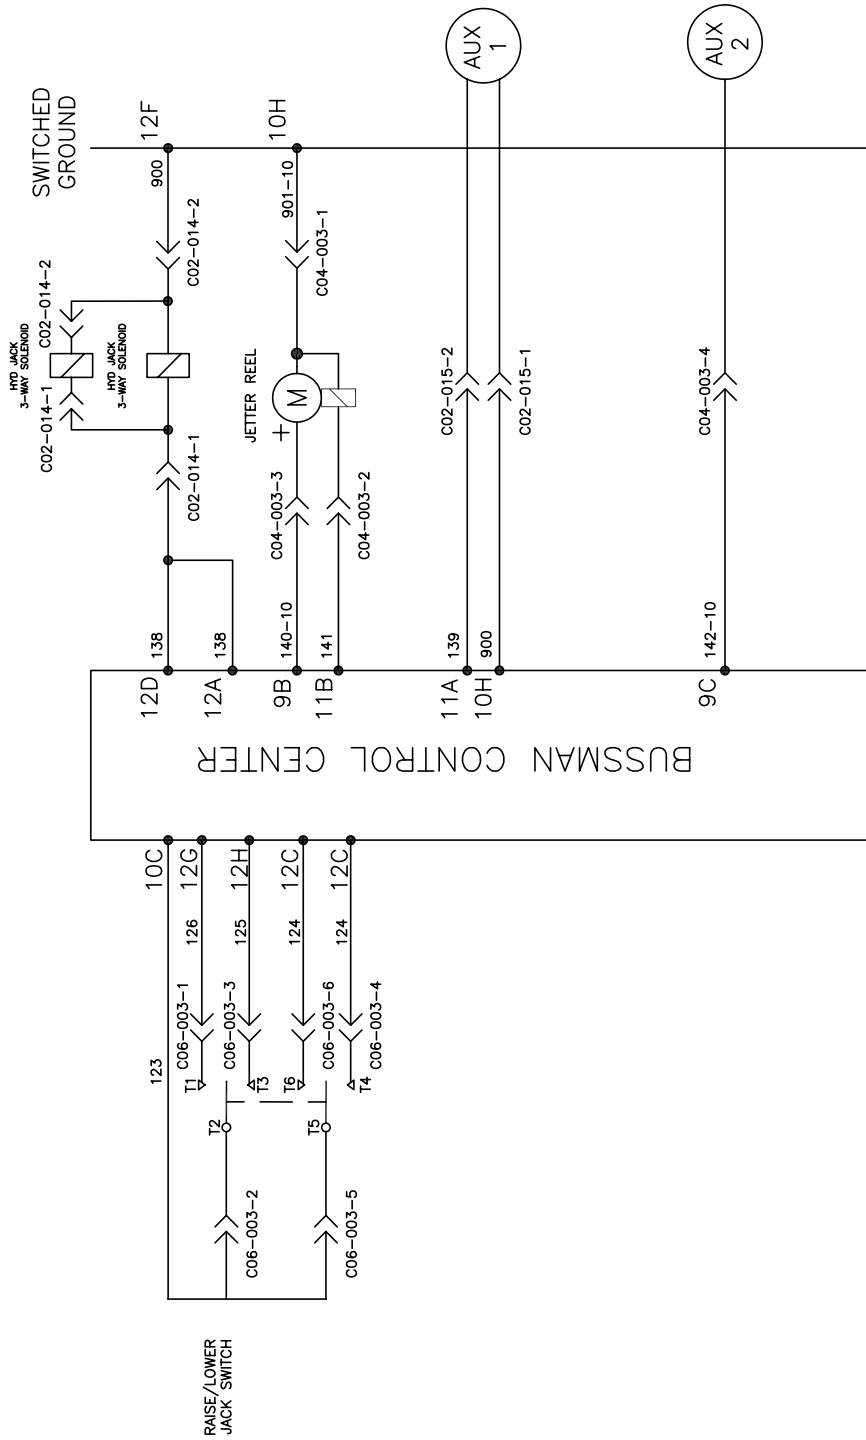 RAISE/LOWER
JACK SWITCH
123
10C
C06-003-2
T2
T1
C06-003-1
126
12G
T3
C06-003-3
125
12H
C06-003-5
T5
T6
C06-003-6
124
12C
T4
C06-003-4
124
12C
BUSSMAN CONTROL CENTER
SWITCHED
GROUND
HYD JACK
3-WAY SOLENOID
C02-014-1
C02-014-2
HYD JACK
3-WAY SOLENOID
12D
138
C02-014-1
C02-014-2
900
12F
12A
138
JETTER REEL
9B
140-10
C04-003-3
+
M
C04-003-1
901-10
10H
11B
141
C04-003-2
11A
139
C02-015-2
AUX
1
10H
900
C02-015-1
9C
142-10
C04-003-4
AUX
2